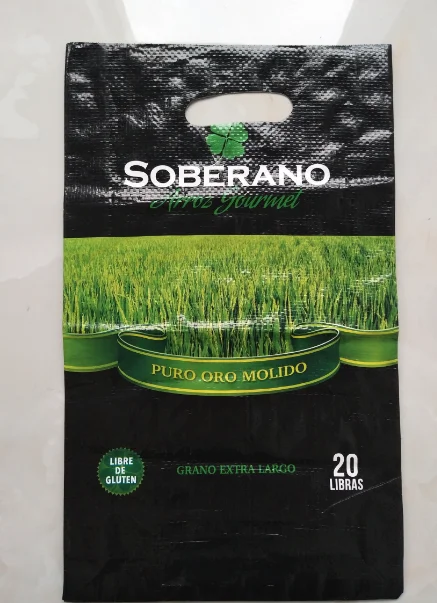 SOBERANO
Arroz Gourmet
PURO ORO MOLIDO
LIBRE
DE
GLUTEN
GRANO EXTRA LARGO
20
LIBRAS